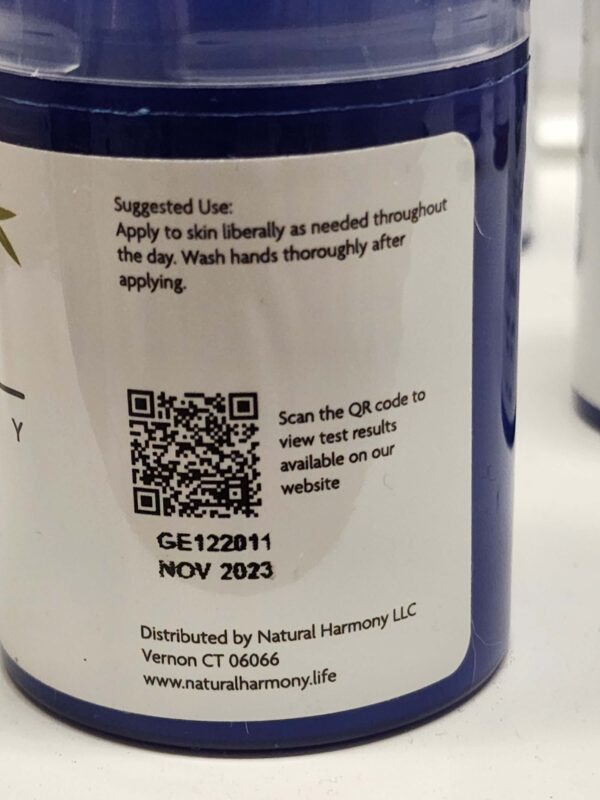 Suggested Use:
Apply to skin liberally as needed throughout
the day. Wash hands thoroughly after
applying.
Y
Scan the QR code to
view test results
available on our
website
GE122011
NOV 2023
Distributed by Natural Harmony LLC
Vernon CT 06066
www.naturalharmony.life